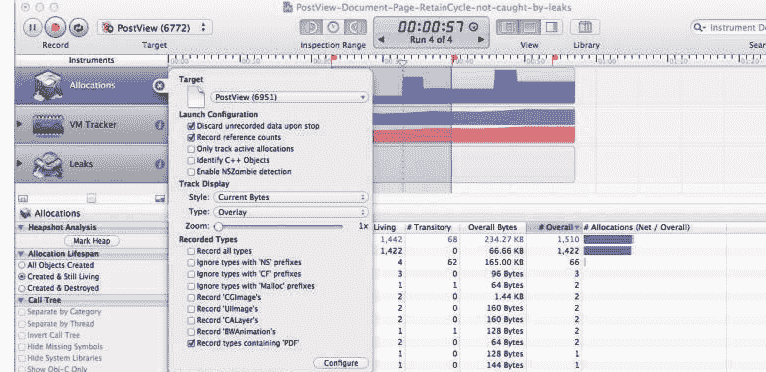 PostView-Document-Page-RetainCycle-not-caught-by-leaks
PostView (6772)
00:00:57
Run 4 of 4
Instrument De
Record
Target
Inspection Range
View
Library
Sear
Instruments
Allocations
VM Tracker
Leaks
Target
PostView (6951)
Launch Configuration
Discard unrecorded data upon stop
Record reference counts
Only track active allocations
Identify C++ Objects
Enable NSZombie detection
Track Display
Style: Current Bytes
Type: Overlay
Zoom: 1x
Recorded Types
Record all types
Ignore types with 'NS' prefixes
Ignore types with 'CF' prefixes
Ignore types with 'Malloc' prefixes
Record 'CGImage's
Record 'UIImage's
Record 'CALayer's
Record 'BWAnimation's
Record types containing 'PDF'
Configure
Allocations
Heapshot Analysis
Mark Heap
Allocation Lifespan
All Objects Created
Created & Still Living
Created & Destroyed
Call Tree
Separate by Category
Separate by Thread
Invert Call Tree
Hide Missing Symbols
Hide System Libraries
Show Obj-C Only
Living # Transitory Overall Bytes # Overall # Allocations (Net / Overall)
1,442 68 234.27 KB 1,510
1,422 0 66.66 KB 1,422
4 62 165.00 KB 66
3 0 96 Bytes 3
1 1 64 Bytes 2
2 0 1.44 KB 2
2 0 160 Bytes 2
2 0 160 Bytes 2
1 1 128 Bytes 2
2 0 64 Bytes 2
1 0 128 Bytes 1
1 0 144 Bytes 1